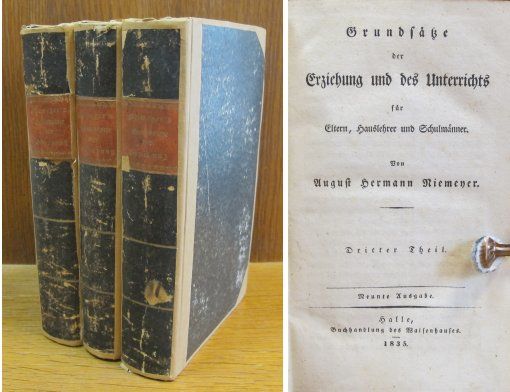 Grundsätze
der
Erziehung und des Unterrichts
für
Eltern, Hauslehrer und Schulmänner.
Von
August Hermann Niemeyer.
Dritter Theil.
Neunte Ausgabe.
Halle,
Buchhandlung des Waisenhauses.
1835.